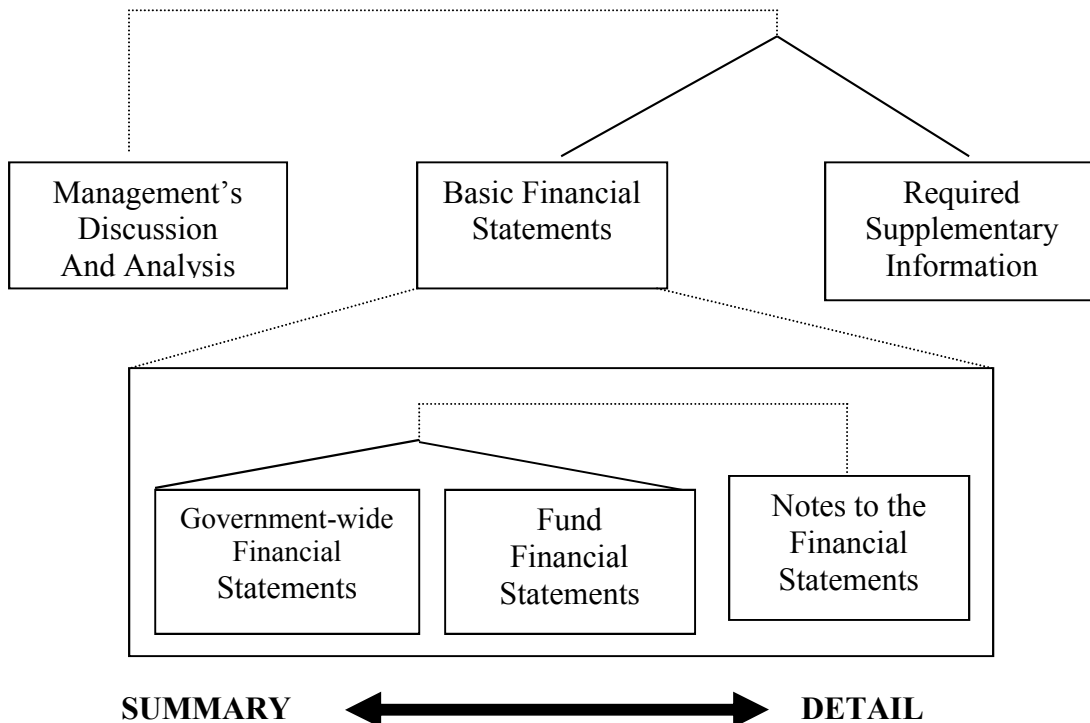 Management’s
Discussion
And Analysis
Basic Financial
Statements
Required
Supplementary
Information
Government-wide
Financial
Statements
Fund
Financial
Statements
Notes to the
Financial
Statements
SUMMARY
DETAIL